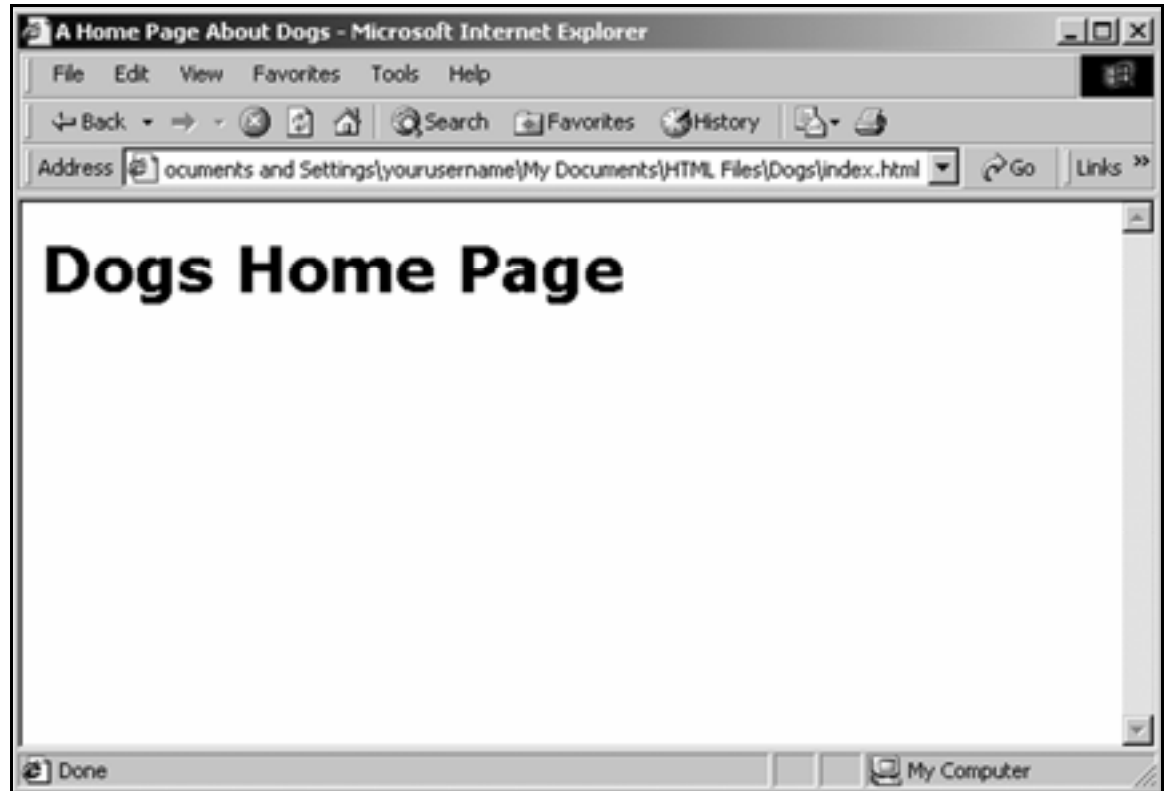 A Home Page About Dogs - Microsoft Internet Explorer
File Edit View Favorites Tools Help
Back Search Favorites History
Address ocuments and Settings\yourusername\My Documents\HTML Files\Dogs\index.html Go Links »
Dogs Home Page
Done My Computer